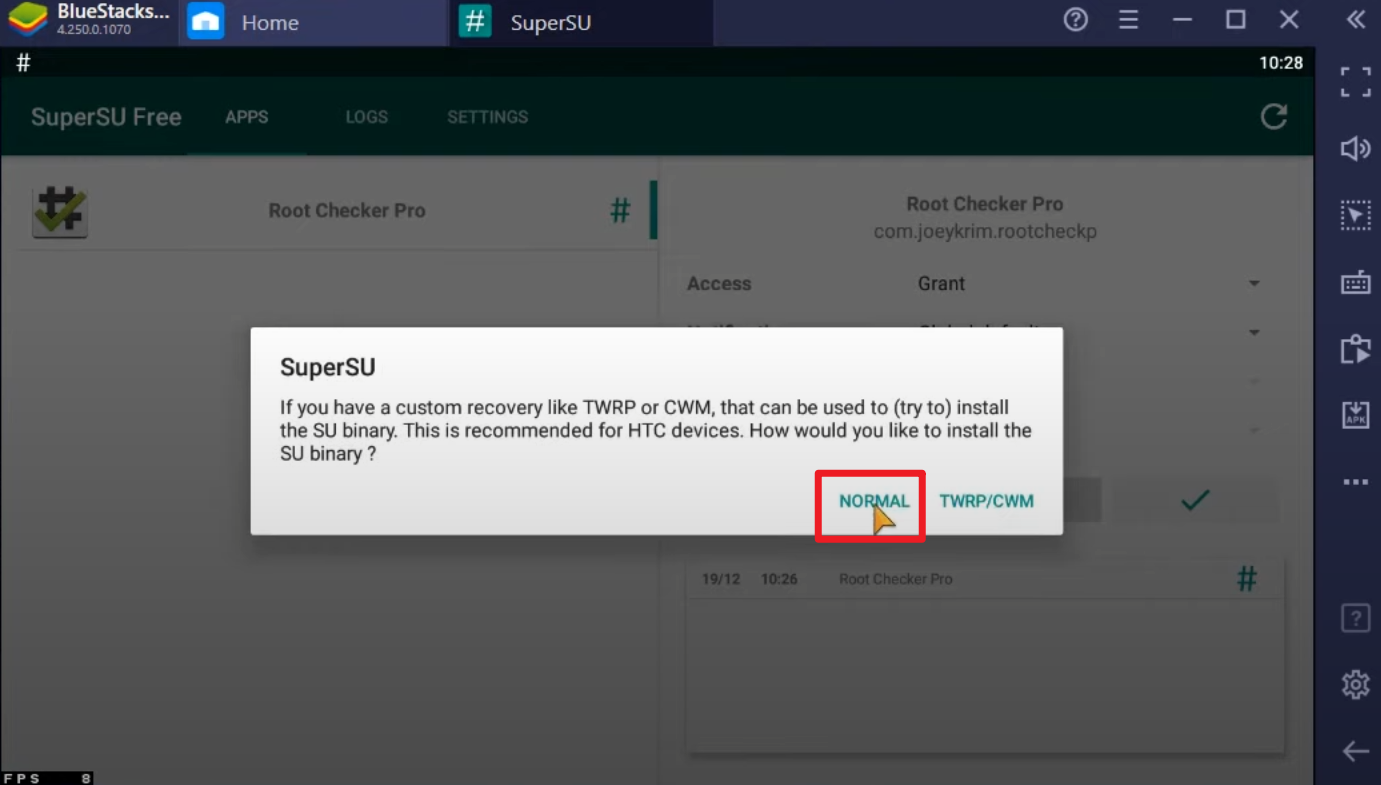 BlueStacks...
4.250.0.1070
Home
# SuperSU
?
# 10:28
SuperSU Free APPS LOGS SETTINGS
Root Checker Pro #
Root Checker Pro
com.joeykrim.rootcheckp
Access Grant
SuperSU
If you have a custom recovery like TWRP or CWM, that can be used to (try to) install
the SU binary. This is recommended for HTC devices. How would you like to install the
SU binary ?
NORMAL TWRP/CWM
19/12 10:26 Root Checker Pro #
APK
?
FPS 8